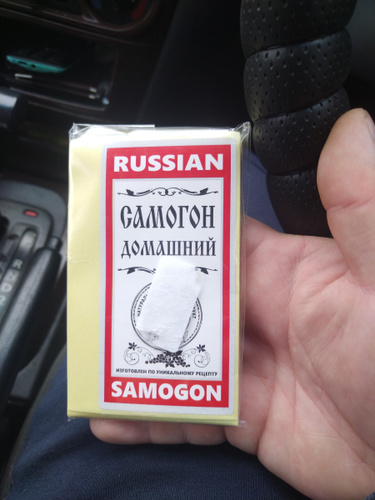 RUSSIAN
САМОГОН
ДОМАШНИЙ
ИЗГОТОВЛЕН ПО УНИКАЛЬНОМУ РЕЦЕПТУ
SAMOGON